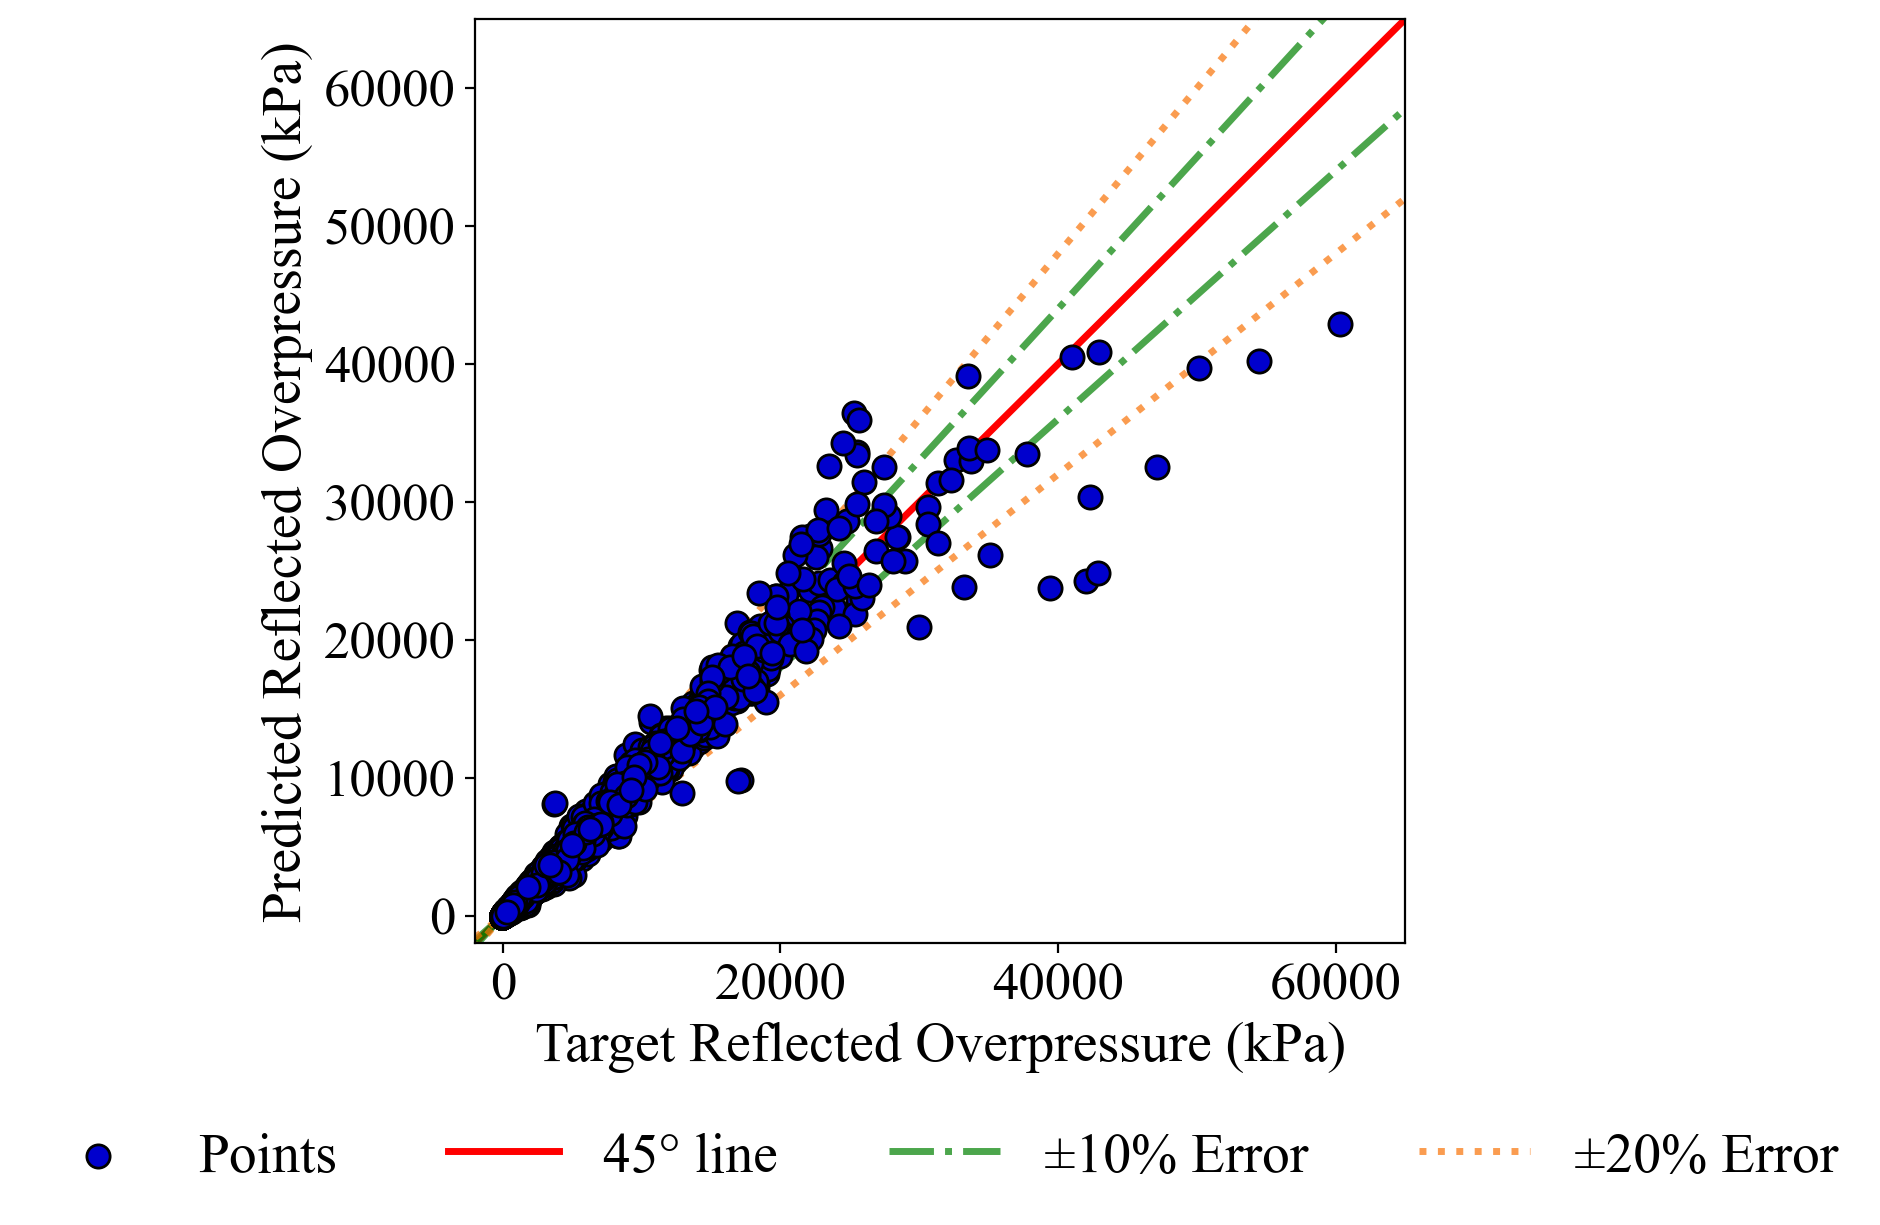 Predicted Reflected Overpressure (kPa)
60000
50000
40000
30000
20000
10000
0
0 20000 40000 60000
Target Reflected Overpressure (kPa)
Points 45° line ±10% Error ±20% Error